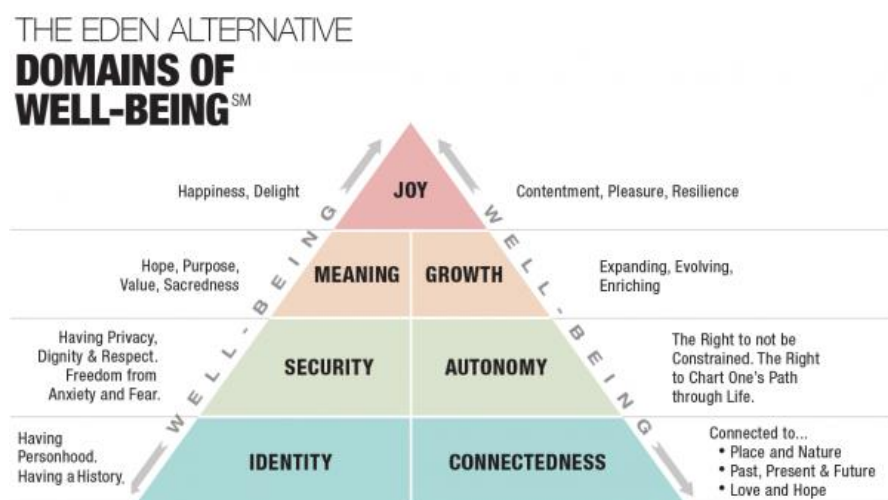 THE EDEN ALTERNATIVE
DOMAINS OF
WELL-BEING℠
Happiness, Delight
JOY
Contentment, Pleasure, Resilience
WELL-BEING
WELL-BEING
Hope, Purpose,
Value, Sacredness
MEANING
GROWTH
Expanding, Evolving,
Enriching
Having Privacy,
Dignity & Respect.
Freedom from
Anxiety and Fear.
SECURITY
AUTONOMY
The Right to not be
Constrained. The Right
to Chart One's Path
through Life.
Having
Personhood.
Having a History.
IDENTITY
CONNECTEDNESS
Connected to...
• Place and Nature
• Past, Present & Future
• Love and Hope